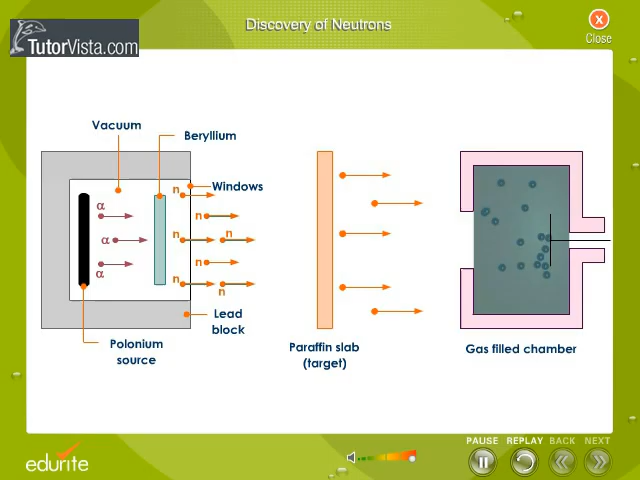 Discovery of Neutrons
X
Close
TutorVista.com
Vacuum
Beryllium
Windows
n
n
n
n
n
n
n
α
α
α
Lead
block
Polonium
source
Paraffin slab
(target)
Gas filled chamber
PAUSE REPLAY BACK NEXT
edurite